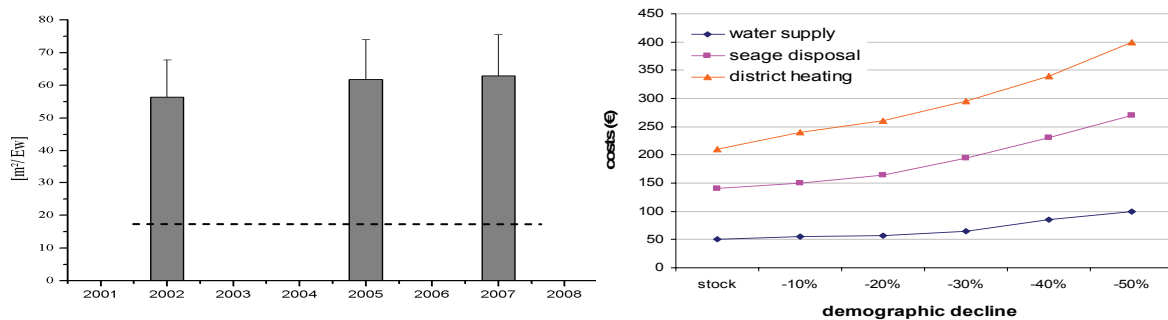 80
70
60
50
40
30
20
10
0
[m²/Ew]
2001 2002 2003 2004 2005 2006 2007 2008
450
400
350
300
250
200
150
100
50
0
costs (€)
water supply
seage disposal
district heating
stock -10% -20% -30% -40% -50%
demographic decline